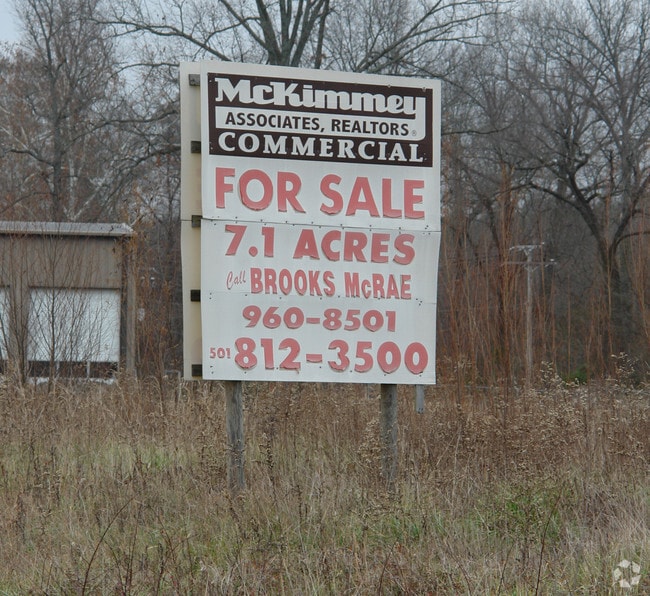 McKimmey
ASSOCIATES, REALTORS®
COMMERCIAL
FOR SALE
7.1 ACRES
Call BROOKS McRAE
960-8501
501 812-3500